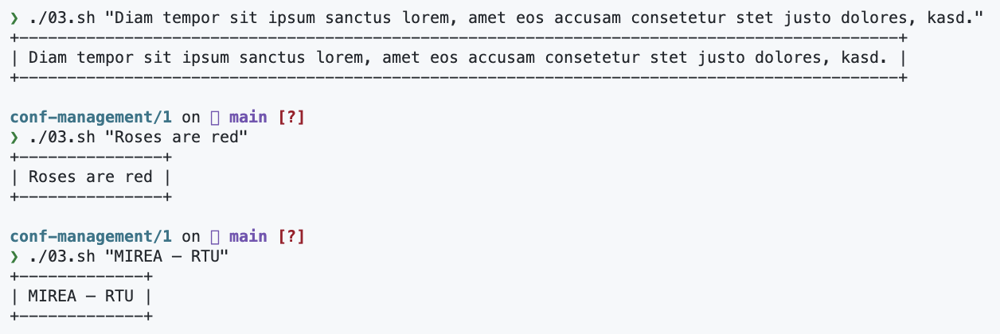 ❯ ./03.sh "Diam tempor sit ipsum sanctus lorem, amet eos accusam consetetur stet justo dolores, kasd."
+--------------------------------------------------------------------------------------------+
| Diam tempor sit ipsum sanctus lorem, amet eos accusam consetetur stet justo dolores, kasd. |
+--------------------------------------------------------------------------------------------+
conf-management/1 on main [?]
❯ ./03.sh "Roses are red"
+---------------+
| Roses are red |
+---------------+
conf-management/1 on main [?]
❯ ./03.sh "MIREA - RTU"
+-------------+
| MIREA - RTU |
+-------------+